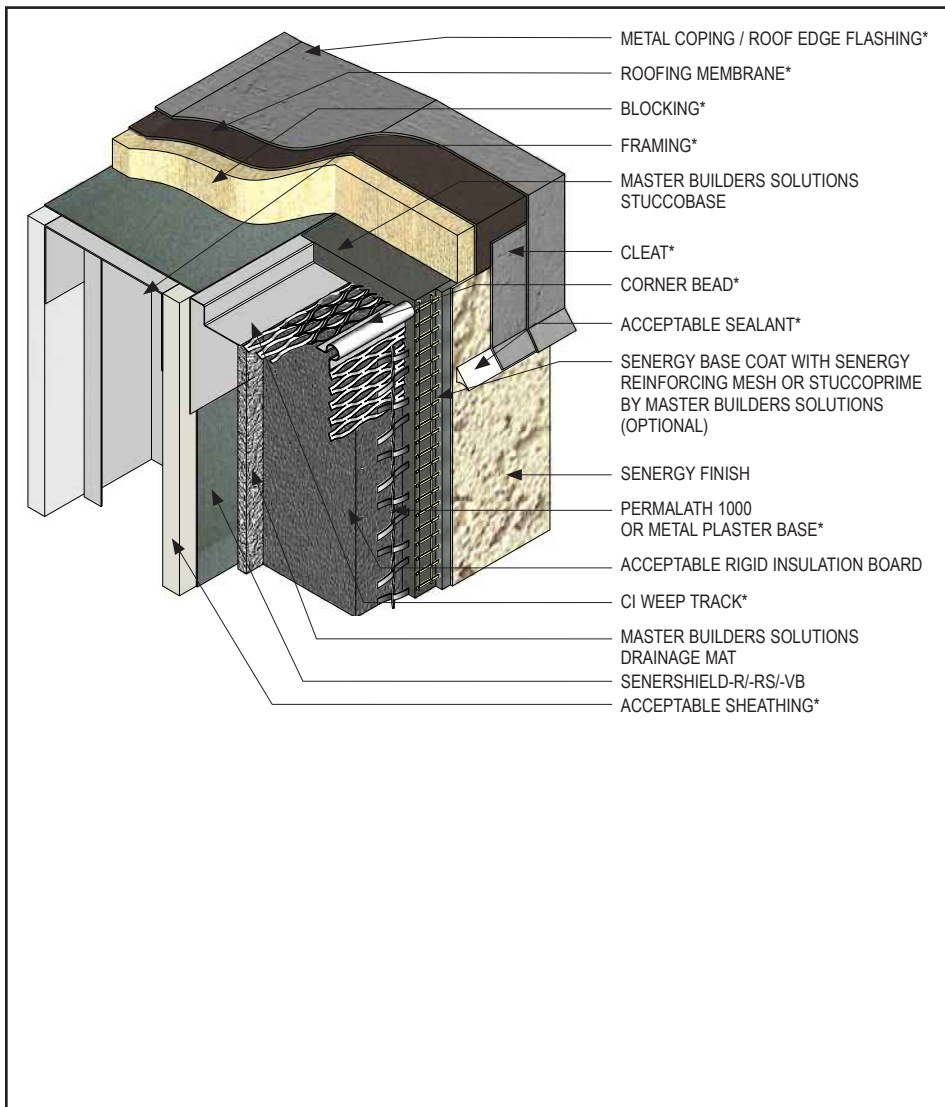 METAL COPING / ROOF EDGE FLASHING*
ROOFING MEMBRANE*
BLOCKING*
FRAMING*
MASTER BUILDERS SOLUTIONS
STUCCOBASE
CLEAT*
CORNER BEAD*
ACCEPTABLE SEALANT*
SENERGY BASE COAT WITH SENERGY
REINFORCING MESH OR STUCCOPRIME
BY MASTER BUILDERS SOLUTIONS
(OPTIONAL)
SENERGY FINISH
PERMALATH 1000
OR METAL PLASTER BASE*
ACCEPTABLE RIGID INSULATION BOARD
CI WEEP TRACK*
MASTER BUILDERS SOLUTIONS
DRAINAGE MAT
SENERSHIELD-R/-RS/-VB
ACCEPTABLE SHEATHING*